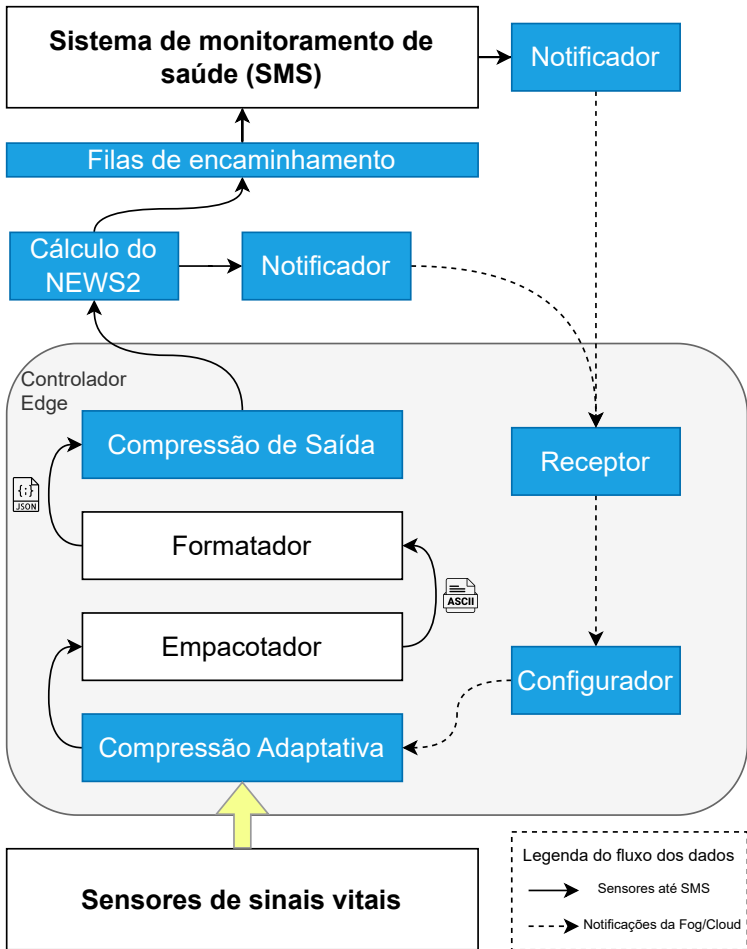 Sistema de monitoramento de
saúde (SMS)
Notificador
Filas de encaminhamento
Cálculo do
NEWS2
Notificador
Controlador
Edge
Compressão de Saída
Receptor
{;}
JSON
Formatador
ASCII
Empacotador
Configurador
Compressão Adaptativa
Sensores de sinais vitais
Legenda do fluxo dos dados
Sensores até SMS
Notificações da Fog/Cloud